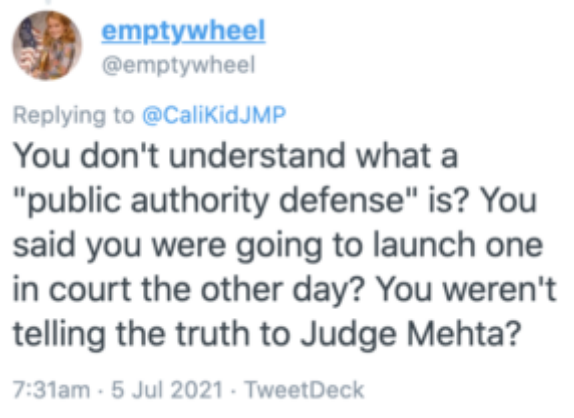 emptywheel
@emptywheel
Replying to @CaliKidJMP
You don't understand what a
"public authority defense" is? You
said you were going to launch one
in court the other day? You weren't
telling the truth to Judge Mehta?
7:31am · 5 Jul 2021 · TweetDeck